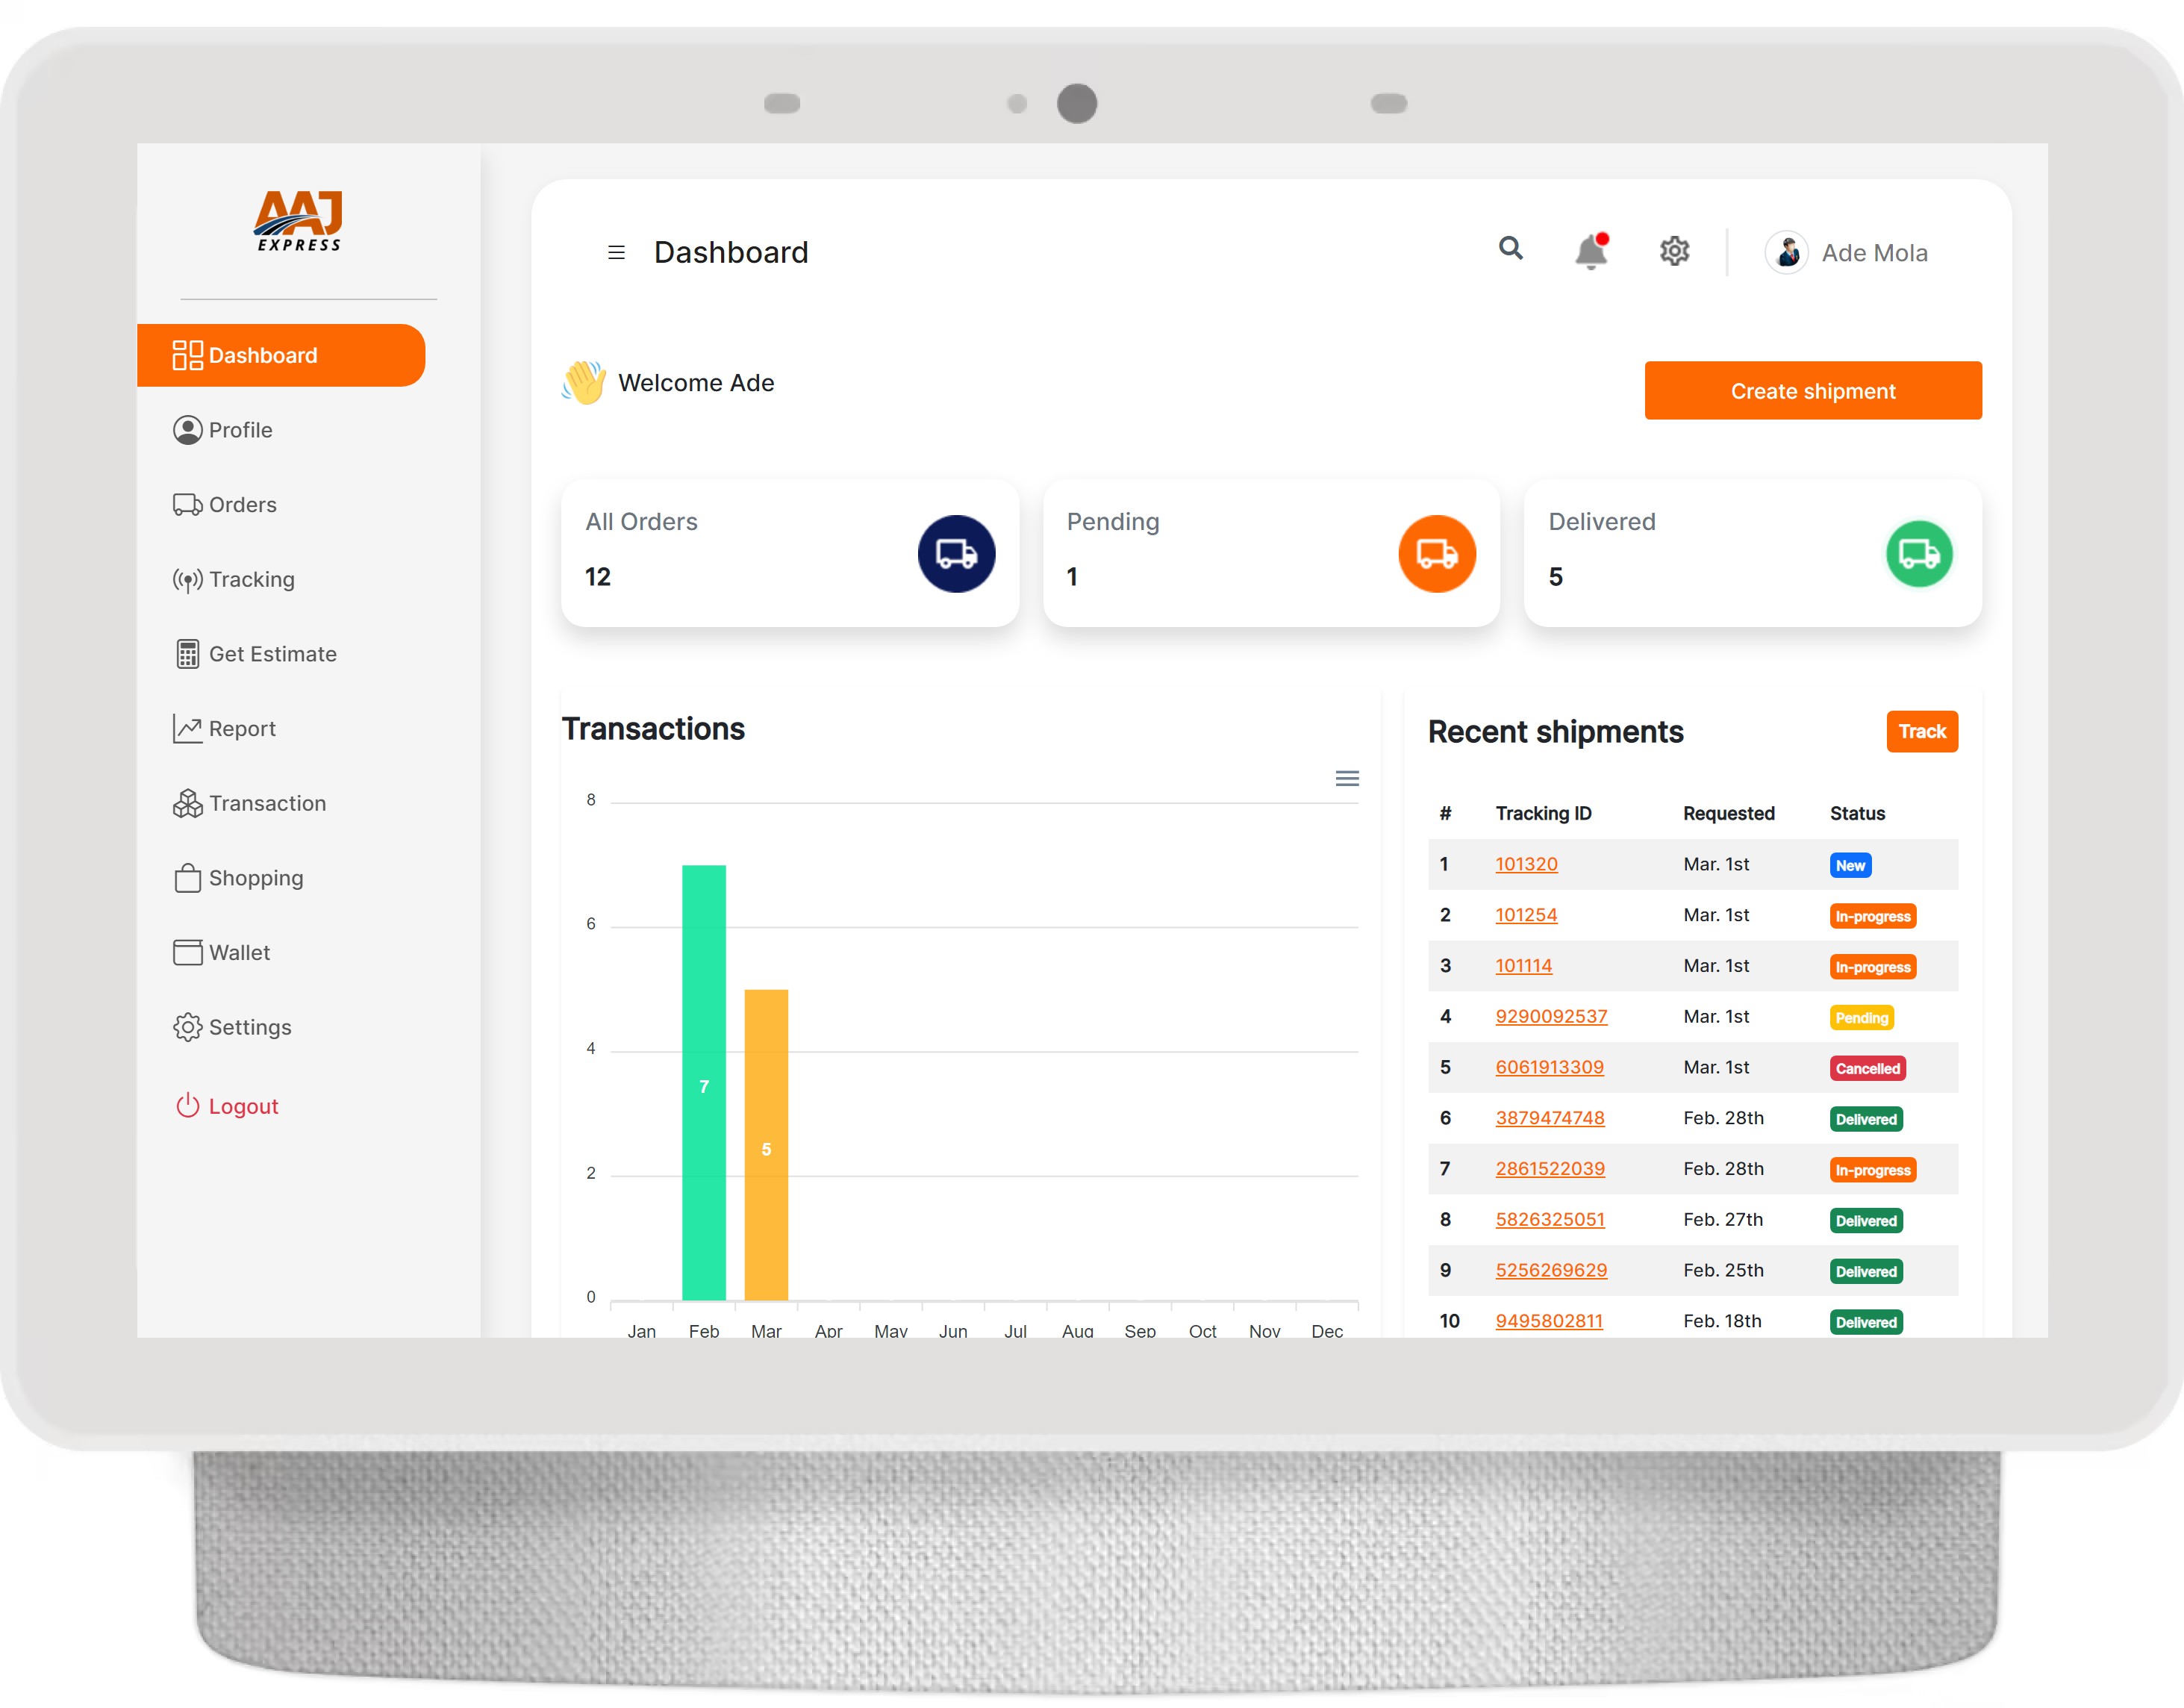 AAJ
EXPRESS
Dashboard
Profile
Orders
Tracking
Get Estimate
Report
Transaction
Shopping
Wallet
Settings
Logout
Dashboard
Ade Mola
Welcome Ade
Create shipment
All Orders
12
Pending
1
Delivered
5
Transactions
8
6
4
2
0
7
5
Jan Feb Mar Apr May Jun Jul Aug Sep Oct Nov Dec
Recent shipments
Track
# Tracking ID Requested Status
1 101320 Mar. 1st New
2 101254 Mar. 1st In-progress
3 101114 Mar. 1st In-progress
4 9290092537 Mar. 1st Pending
5 6061913309 Mar. 1st Cancelled
6 3879474748 Feb. 28th Delivered
7 2861522039 Feb. 28th In-progress
8 5826325051 Feb. 27th Delivered
9 5256269629 Feb. 25th Delivered
10 9495802811 Feb. 18th Delivered